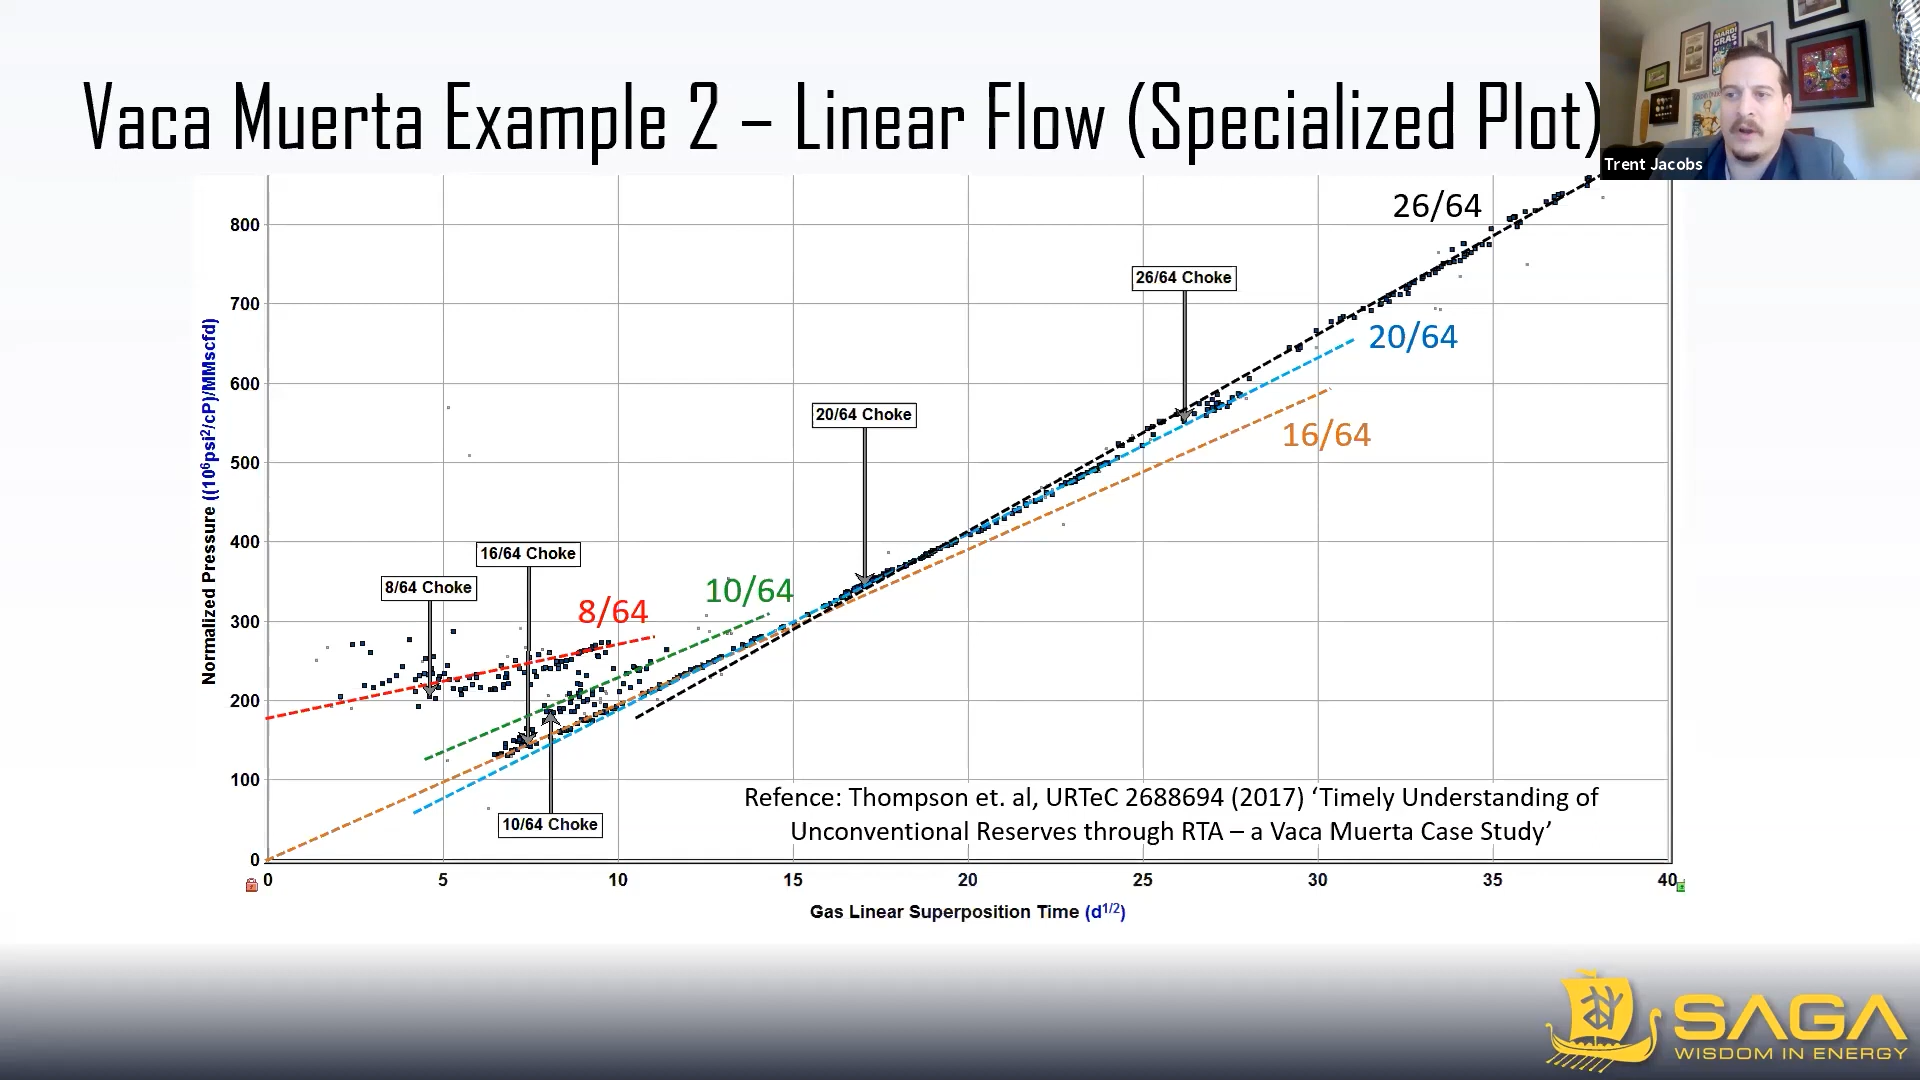 Vaca Muerta Example 2 – Linear Flow (Specialized Plot)
MARDI GRAS
Trent Jacobs
26/64
800
26/64 Choke
700
20/64
600
20/64 Choke
16/64
500
400
16/64 Choke
8/64 Choke
10/64
8/64
300
200
100
10/64 Choke
0
Normalized Pressure ((10⁶psi²/cP)/MMscfd)
Refence: Thompson et. al, URTeC 2688694 (2017) ‘Timely Understanding of
Unconventional Reserves through RTA – a Vaca Muerta Case Study’
0 5 10 15 20 25 30 35 40
Gas Linear Superposition Time (d¹/²)
SAGA
WISDOM IN ENERGY